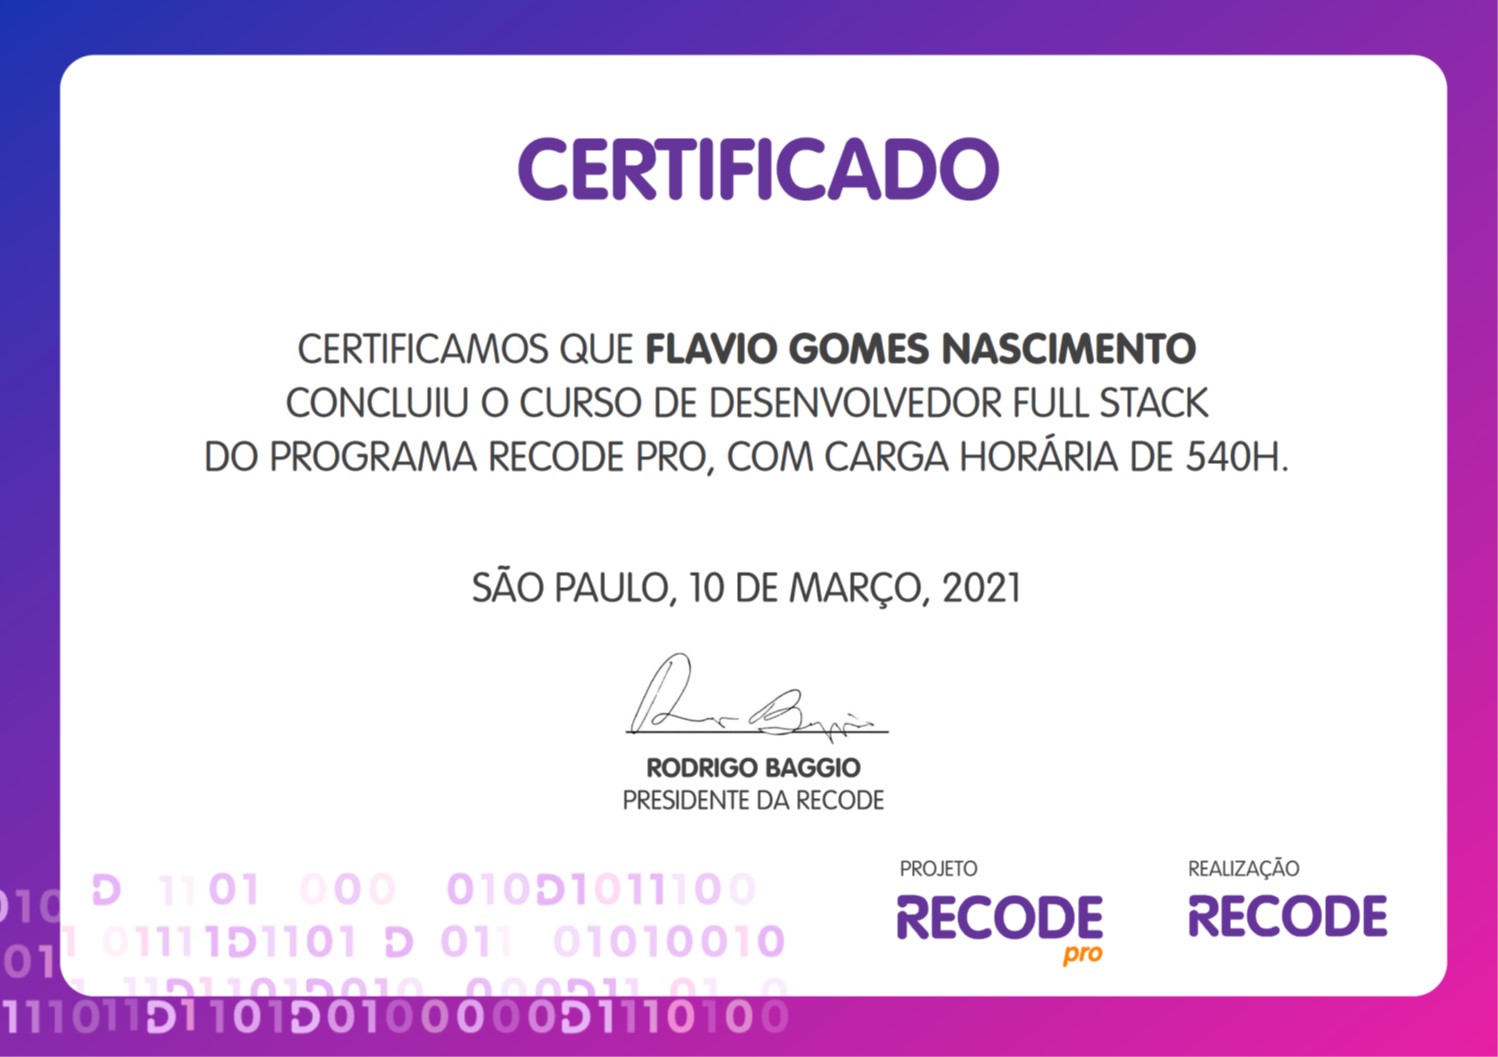 CERTIFICADO
CERTIFICAMOS QUE FLAVIO GOMES NASCIMENTO
CONCLUIU O CURSO DE DESENVOLVEDOR FULL STACK
DO PROGRAMA RECODE PRO, COM CARGA HORÁRIA DE 540H.
SÃO PAULO, 10 DE MARÇO, 2021
RODRIGO BAGGIO
PRESIDENTE DA RECODE
PROJETO
RECODE
pro
REALIZAÇÃO
RECODE